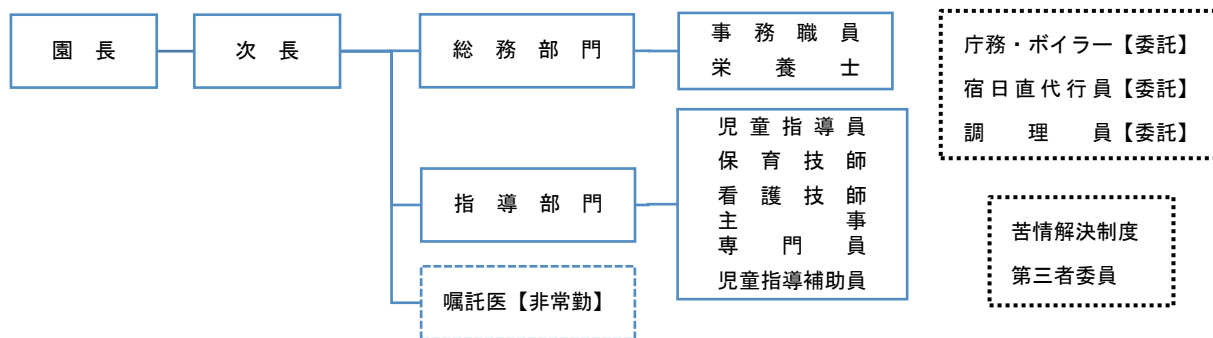 園長
次長
総務部門
事務職員
栄養士
指導部門
児童指導員
保育技師
看護技師
主事
専門員
児童指導補助員
嘱託医【非常勤】
庁務・ボイラー【委託】
宿日直代行員【委託】
調理員【委託】
苦情解決制度
第三者委員